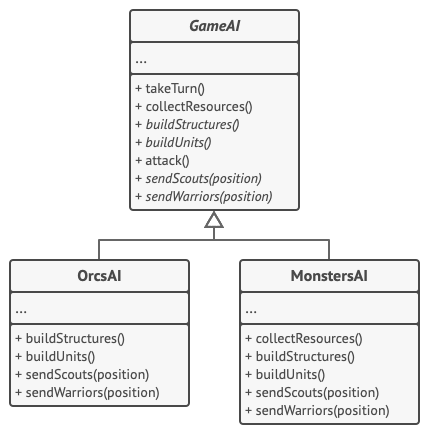 GameAI
...
+ takeTurn()
+ collectResources()
+ buildStructures()
+ buildUnits()
+ attack()
+ sendScouts(position)
+ sendWarriors(position)
OrcsAI
...
+ buildStructures()
+ buildUnits()
+ sendScouts(position)
+ sendWarriors(position)
MonstersAI
...
+ collectResources()
+ buildStructures()
+ buildUnits()
+ sendScouts(position)
+ sendWarriors(position)